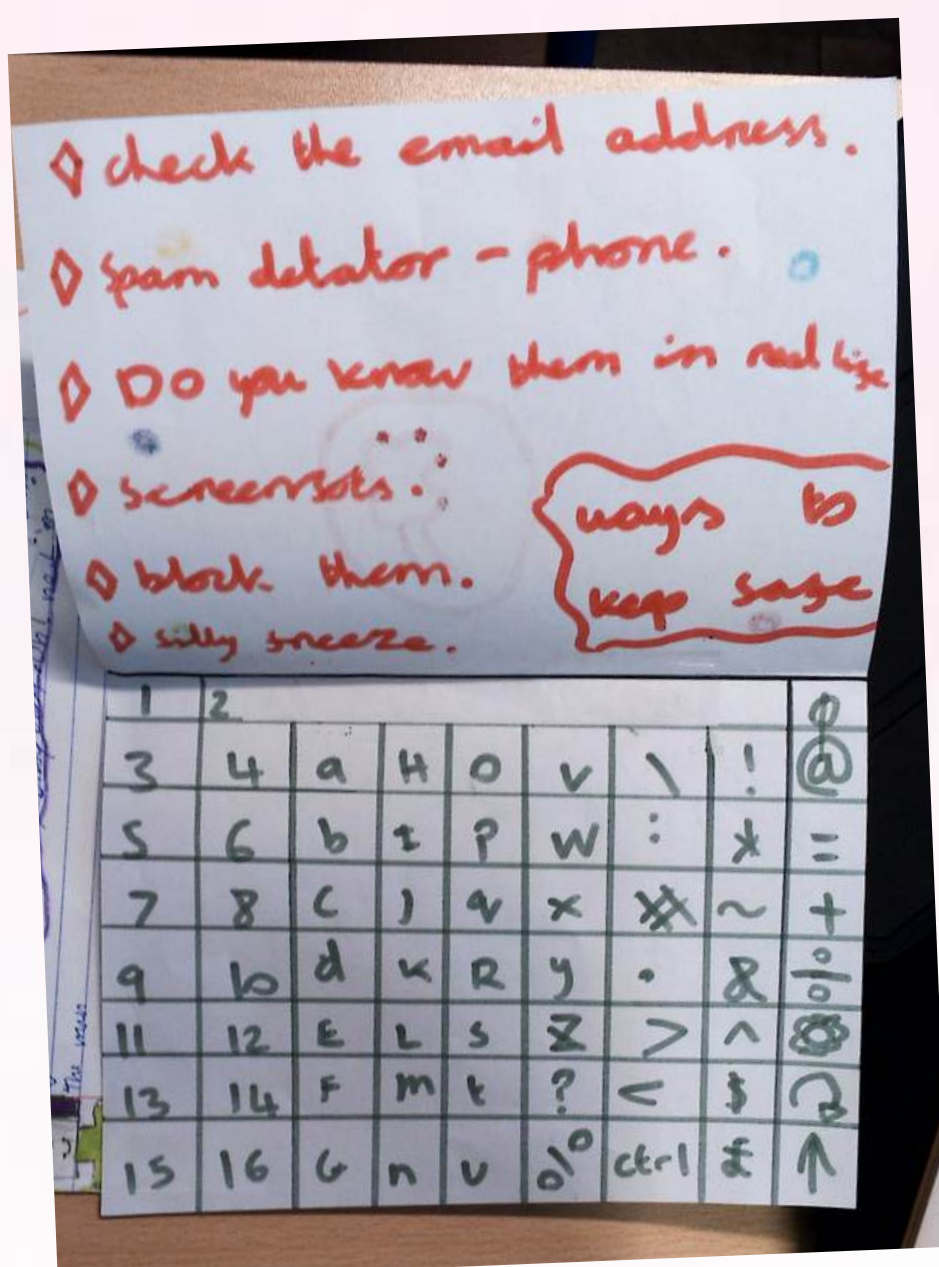 ◊ check the email address.
◊ spam detator - phone.
◊ Do you know them in real life
◊ screensots.
◊ block them.
◊ silly sneeze.
ways to
keep safe
1 2
3 4 a H O v \ ! @
5 6 b I P W : * =
7 8 c J q x # ~ +
9 10 d K R y . & ÷
11 12 E L S Z > ^
13 14 F m t ? < $
15 16 G n u % ctrl £ ↑
The